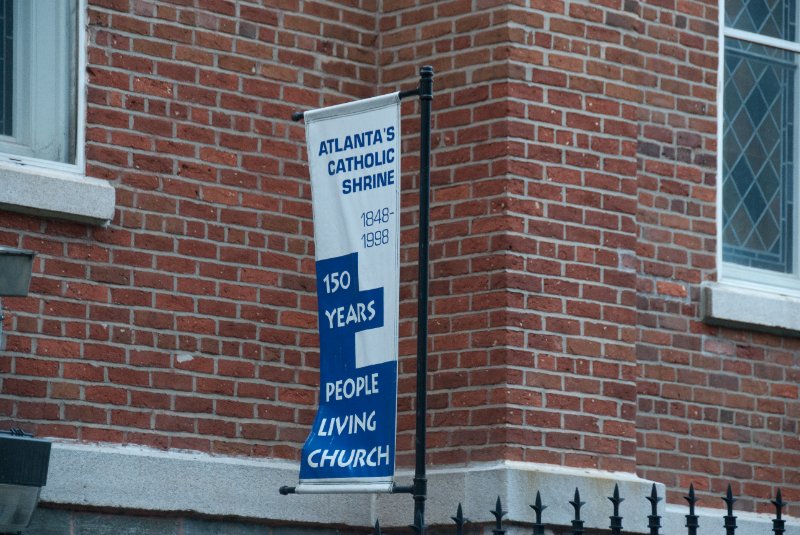 ATLANTA'S
CATHOLIC
SHRINE
1848-
1998
150
YEARS
PEOPLE
LIVING
CHURCH